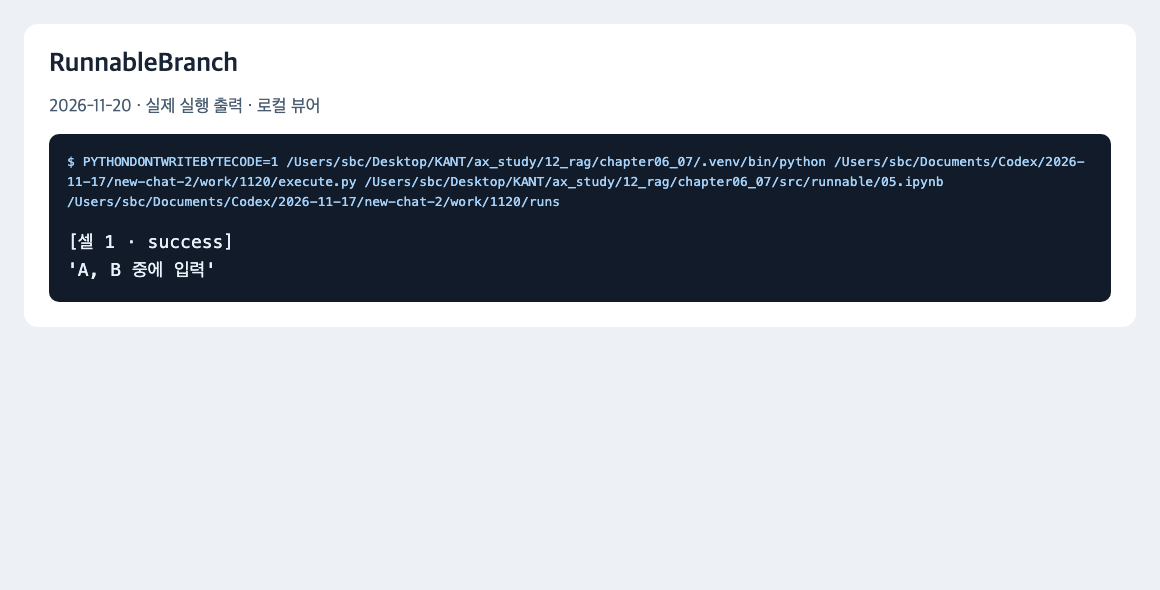 RunnableBranch
2026-11-20 · 실제 실행 출력 · 로컬 뷰어
$ PYTHONDONTWRITEBYTECODE=1 /Users/sbc/Desktop/KANT/ax_study/12_rag/chapter06_07/.venv/bin/python /Users/sbc/Documents/Codex/2026-
11-17/new-chat-2/work/1120/execute.py /Users/sbc/Desktop/KANT/ax_study/12_rag/chapter06_07/src/runnable/05.ipynb
/Users/sbc/Documents/Codex/2026-11-17/new-chat-2/work/1120/runs
[셀 1 · success]
'A, B 중에 입력'